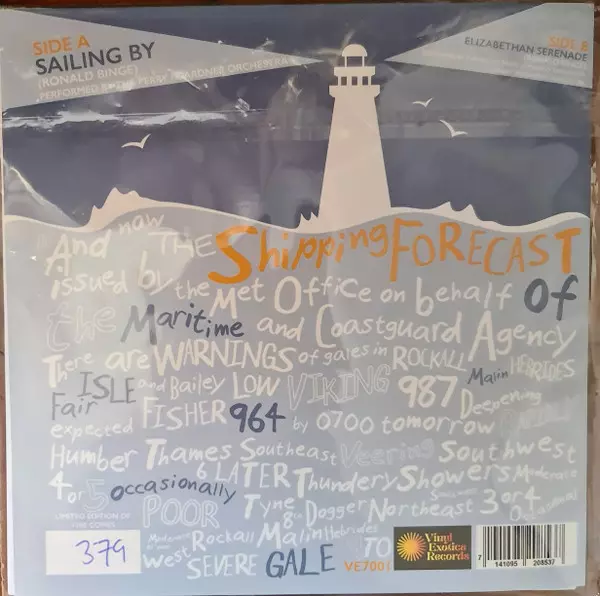 SIDE A
SAILING BY
(RONALD BINGE)
SIDE B
ELIZABETHAN SERENADE
And now THE Shipping FORECAST
issued by the Met Office on behalf of
the Maritime and Coastguard Agency
There are WARNINGS of gales in ROCKALL Malin HEBRIDES
Fair ISLE and Bailey LOW VIKING 987 Deepening
expected FISHER 964 by 0700 tomorrow
Humber Thames Southeast Veering Southwest
4 or 5 occasionally 6 LATER Thundery Showers Moderate
POOR Tyne Dogger Northeast 3 or 4 Occasional
LIMITED EDITION OF
379
West Rockall Malin Hebrides
SEVERE GALE TO
VE7001
Vinyl Exotica Records
7 141095 208537